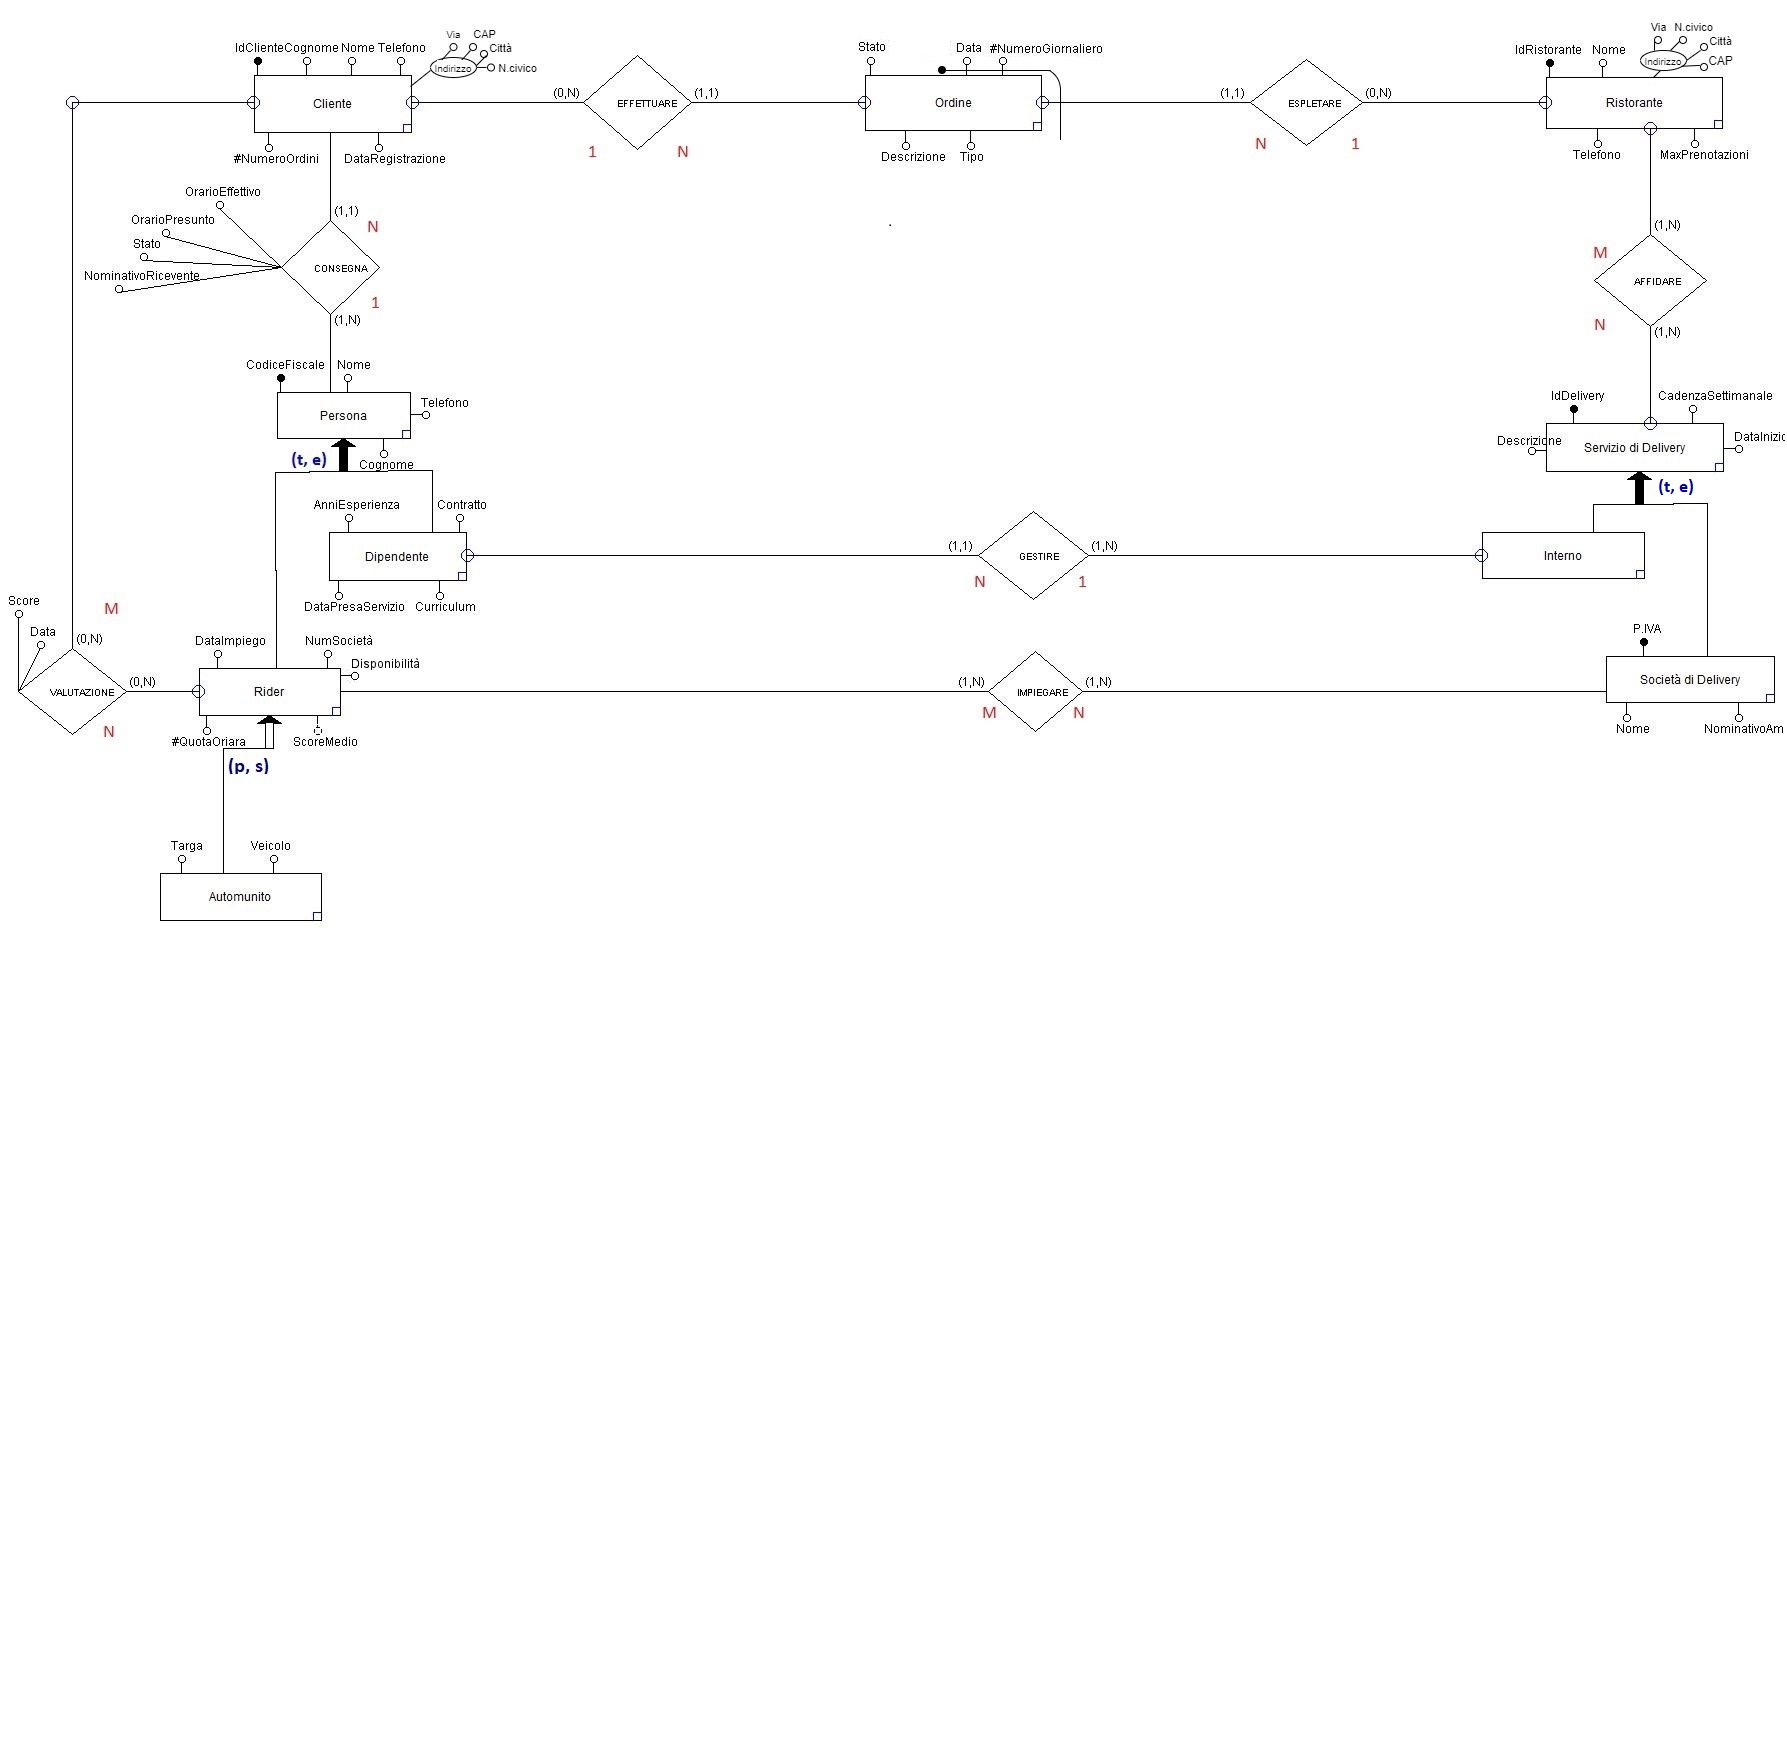 Via CAP
IdClienteCognome Nome Telefono Città
Indirizzo N.civico
Cliente
#NumeroOrdini DataRegistrazione
(0,N) EFFETTUARE (1,1)
1 N
Stato Data #NumeroGiornaliero
Ordine
Descrizione Tipo
(1,1) ESPLETARE (0,N)
N 1
Via N.civico
IdRistorante Nome Città
Indirizzo CAP
Ristorante
Telefono MaxPrenotazioni
OrarioEffettivo
OrarioPresunto
Stato
NominativoRicevente
(1,1) N
CONSEGNA
1
(1,N)
.
(1,N)
M
AFFIDARE
N
(1,N)
CodiceFiscale Nome
Persona Telefono
(t, e) Cognome
IdDelivery CadenzaSettimanale
Descrizione Servizio di Delivery DataInizio
(t, e)
AnniEsperienza Contratto
Dipendente
DataPresaServizio Curriculum
(1,1) GESTIRE (1,N)
N 1
Interno
Score
Data
M
(0,N)
VALUTAZIONE (0,N)
N
DataImpiego NumSocietà
Disponibilità
Rider
#QuotaOriara ScoreMedio
(p, s)
(1,N) IMPIEGARE (1,N)
M N
P.IVA
Società di Delivery
Nome NominativoAm
Targa Veicolo
Automunito